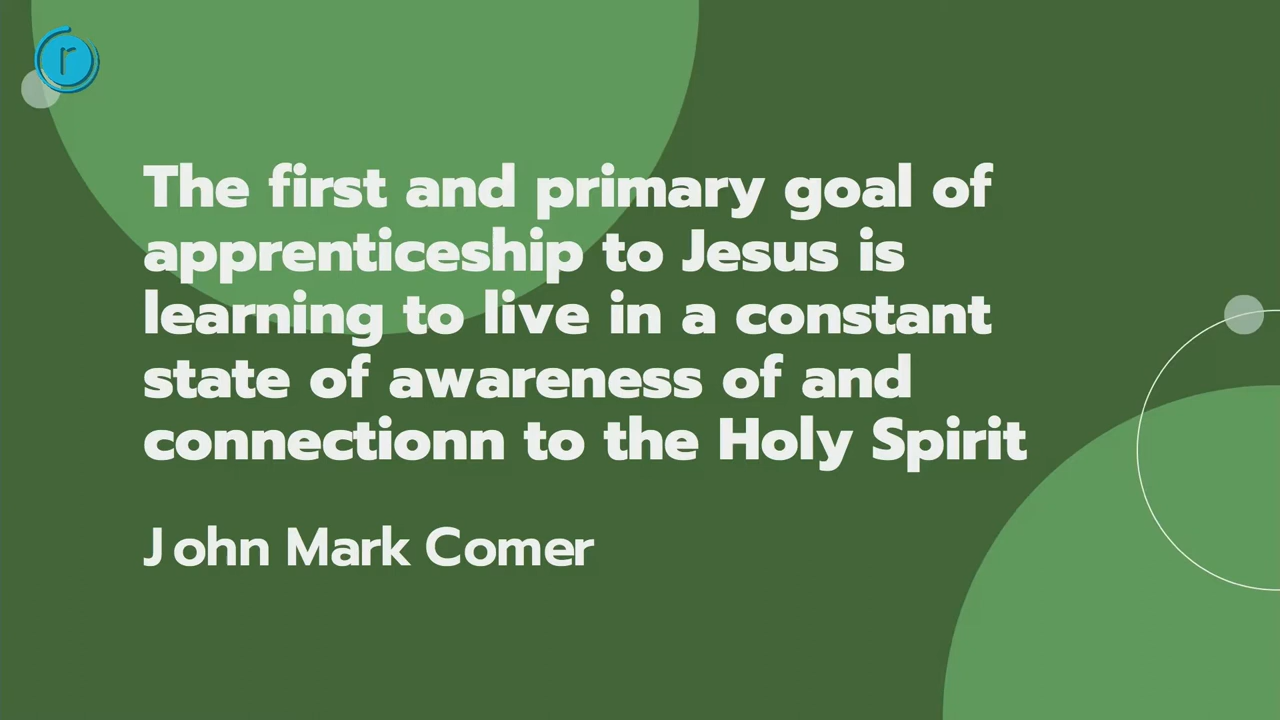 r
The first and primary goal of
apprenticeship to Jesus is
learning to live in a constant
state of awareness of and
connectionn to the Holy Spirit
John Mark Comer